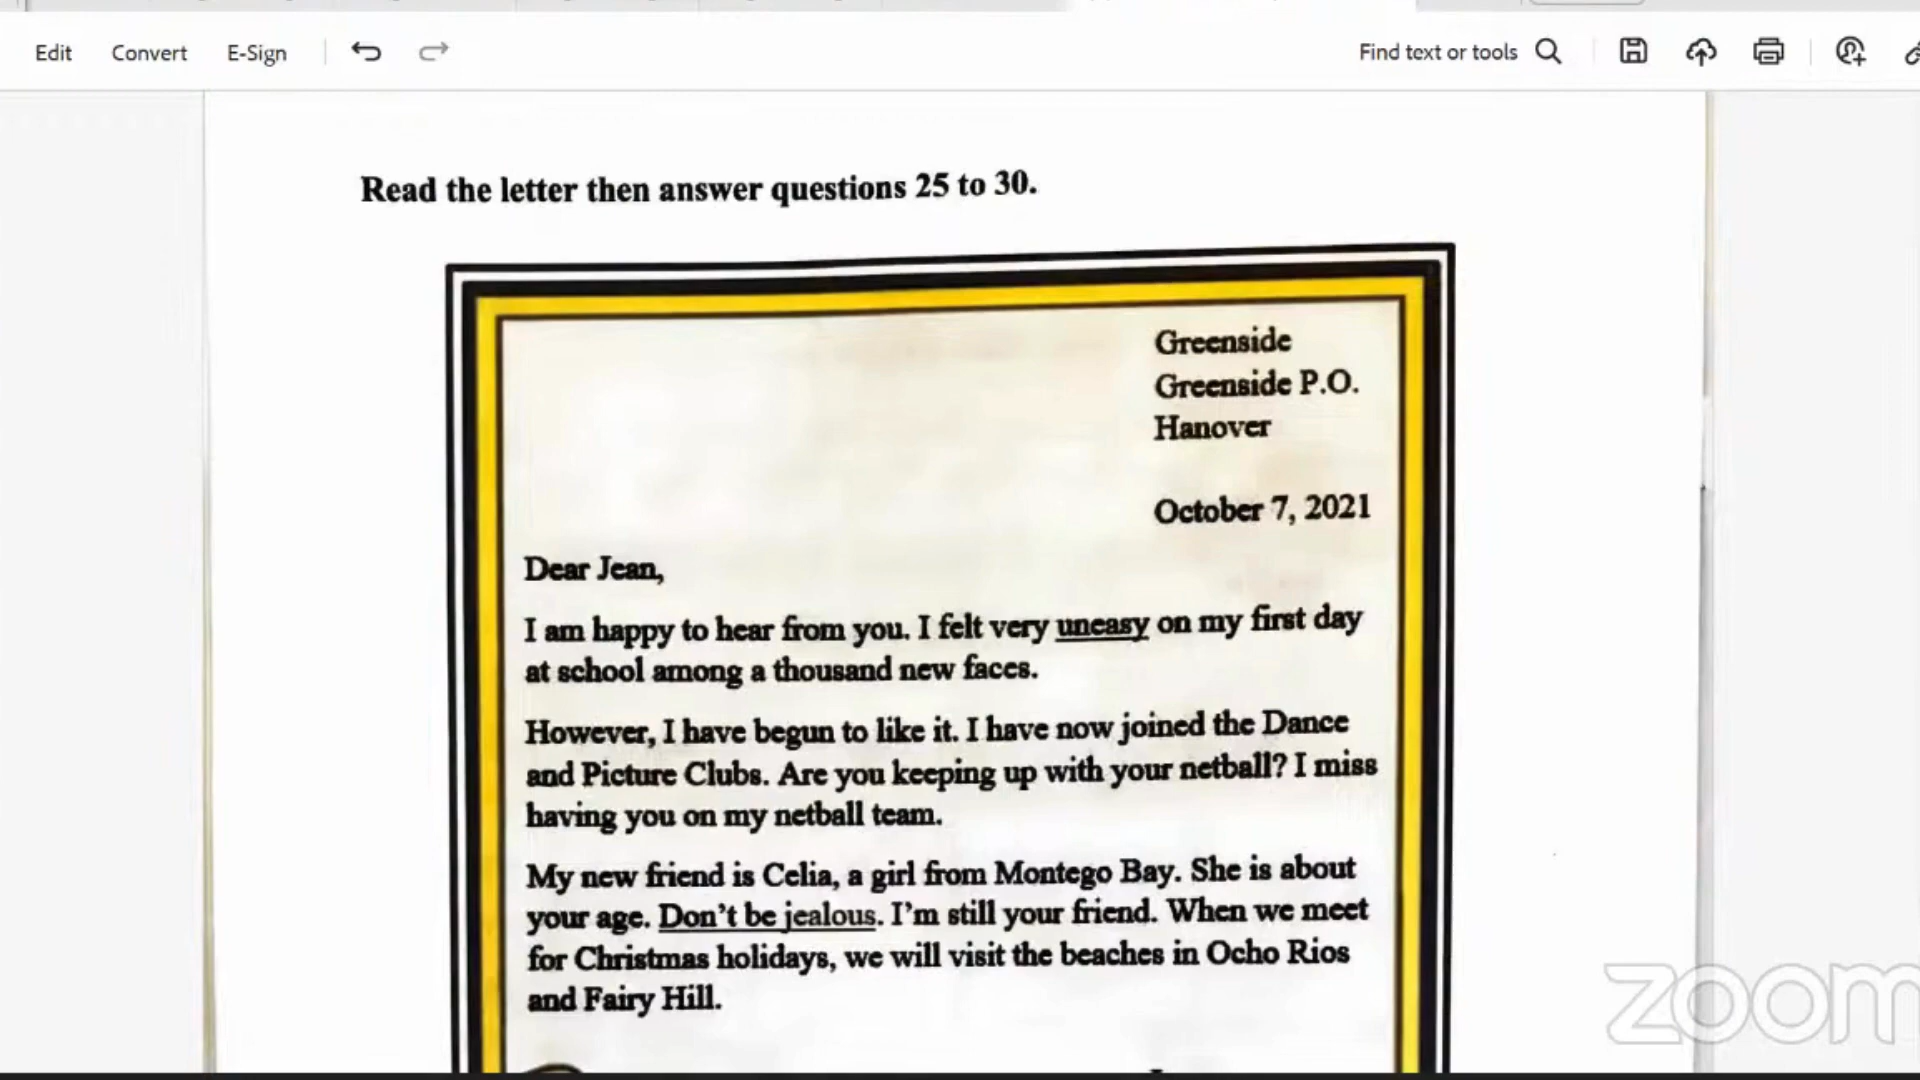 Edit Convert E-Sign Find text or tools
Read the letter then answer questions 25 to 30.
Greenside
Greenside P.O.
Hanover
October 7, 2021
Dear Jean,
I am happy to hear from you. I felt very uneasy on my first day
at school among a thousand new faces.
However, I have begun to like it. I have now joined the Dance
and Picture Clubs. Are you keeping up with your netball? I miss
having you on my netball team.
My new friend is Celia, a girl from Montego Bay. She is about
your age. Don't be jealous. I'm still your friend. When we meet
for Christmas holidays, we will visit the beaches in Ocho Rios
and Fairy Hill.
zoom